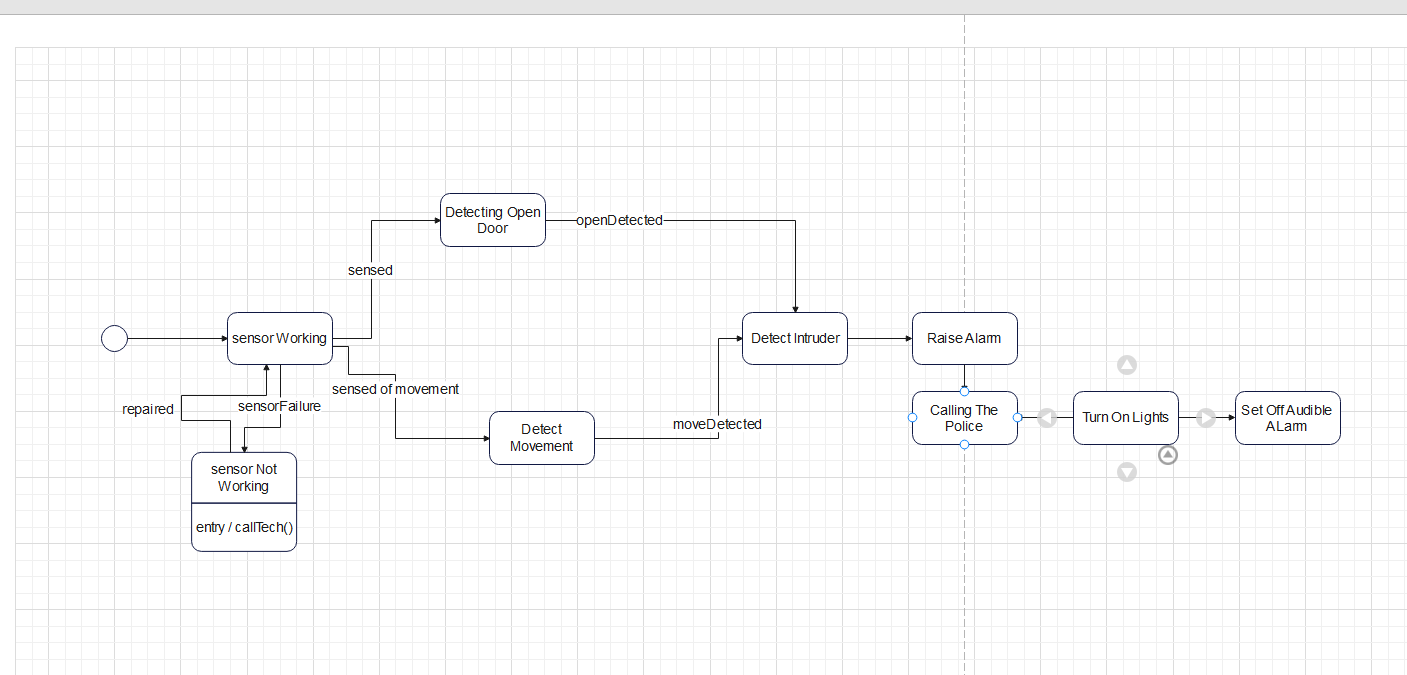 Detecting Open
Door
openDetected
sensed
sensor Working
Detect Intruder
Raise Alarm
sensed of movement
repaired
sensorFailure
moveDetected
Detect
Movement
Calling The
Police
Turn On Lights
Set Off Audible
ALarm
sensor Not
Working
entry / callTech()